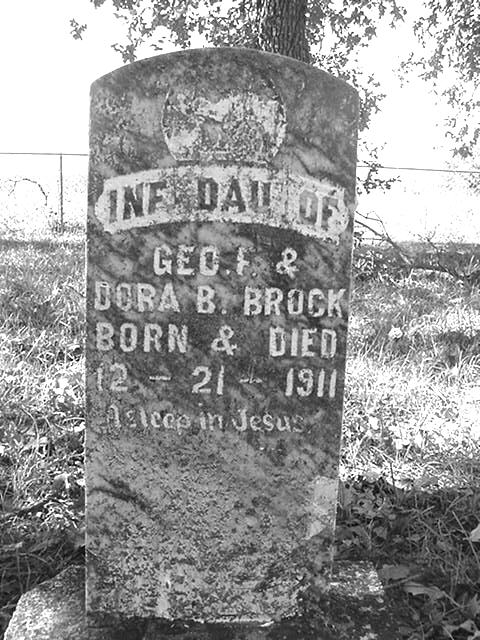 INF DAU OF
GEO. F. &
DORA B. BROCK
BORN & DIED
12 - 21 - 1911
Asleep in Jesus